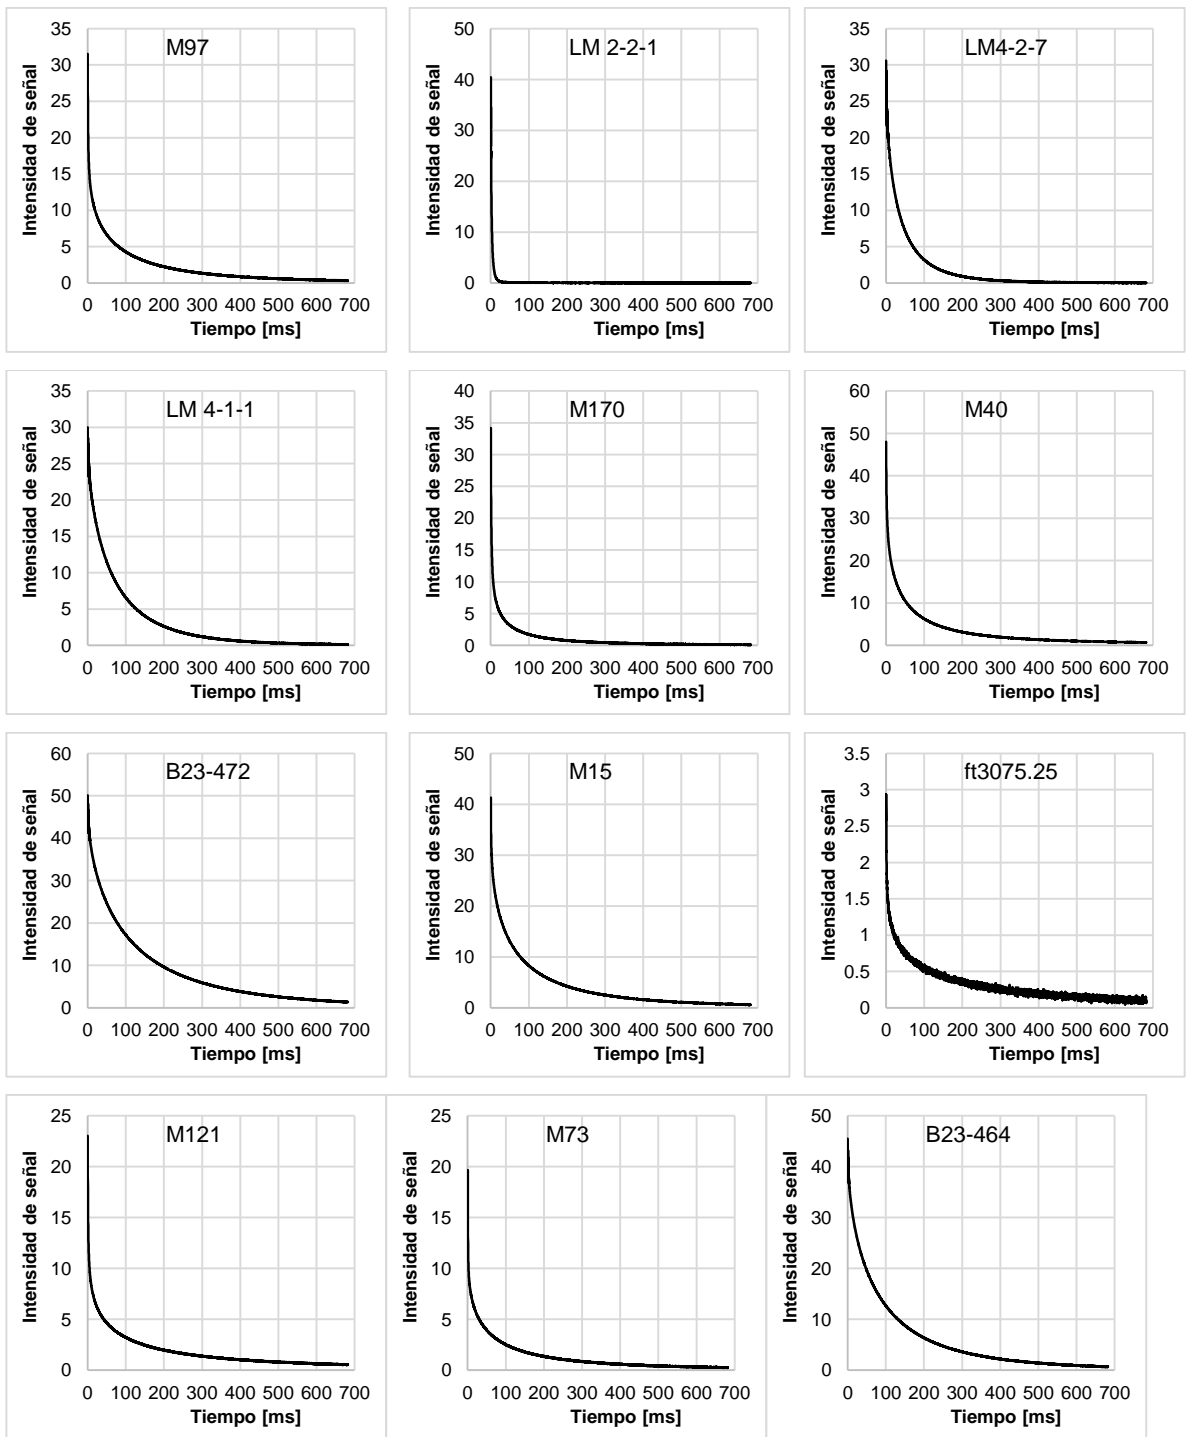 M97
Intensidad de señal
35
30
25
20
15
10
5
0
0 100 200 300 400 500 600 700
Tiempo [ms]
LM 2-2-1
Intensidad de señal
50
40
30
20
10
0
0 100 200 300 400 500 600 700
Tiempo [ms]
LM4-2-7
Intensidad de señal
35
30
25
20
15
10
5
0
0 100 200 300 400 500 600 700
Tiempo [ms]
LM 4-1-1
Intensidad de señal
35
30
25
20
15
10
5
0
0 100 200 300 400 500 600 700
Tiempo [ms]
M170
Intensidad de señal
40
35
30
25
20
15
10
5
0
0 100 200 300 400 500 600 700
Tiempo [ms]
M40
Intensidad de señal
60
50
40
30
20
10
0
0 100 200 300 400 500 600 700
Tiempo [ms]
B23-472
Intensidad de señal
60
50
40
30
20
10
0
0 100 200 300 400 500 600 700
Tiempo [ms]
M15
Intensidad de señal
50
40
30
20
10
0
0 100 200 300 400 500 600 700
Tiempo [ms]
ft3075.25
Intensidad de señal
3.5
3
2.5
2
1.5
1
0.5
0
0 100 200 300 400 500 600 700
Tiempo [ms]
M121
Intensidad de señal
25
20
15
10
5
0
0 100 200 300 400 500 600 700
Tiempo [ms]
M73
Intensidad de señal
25
20
15
10
5
0
0 100 200 300 400 500 600 700
Tiempo [ms]
B23-464
Intensidad de señal
50
40
30
20
10
0
0 100 200 300 400 500 600 700
Tiempo [ms]